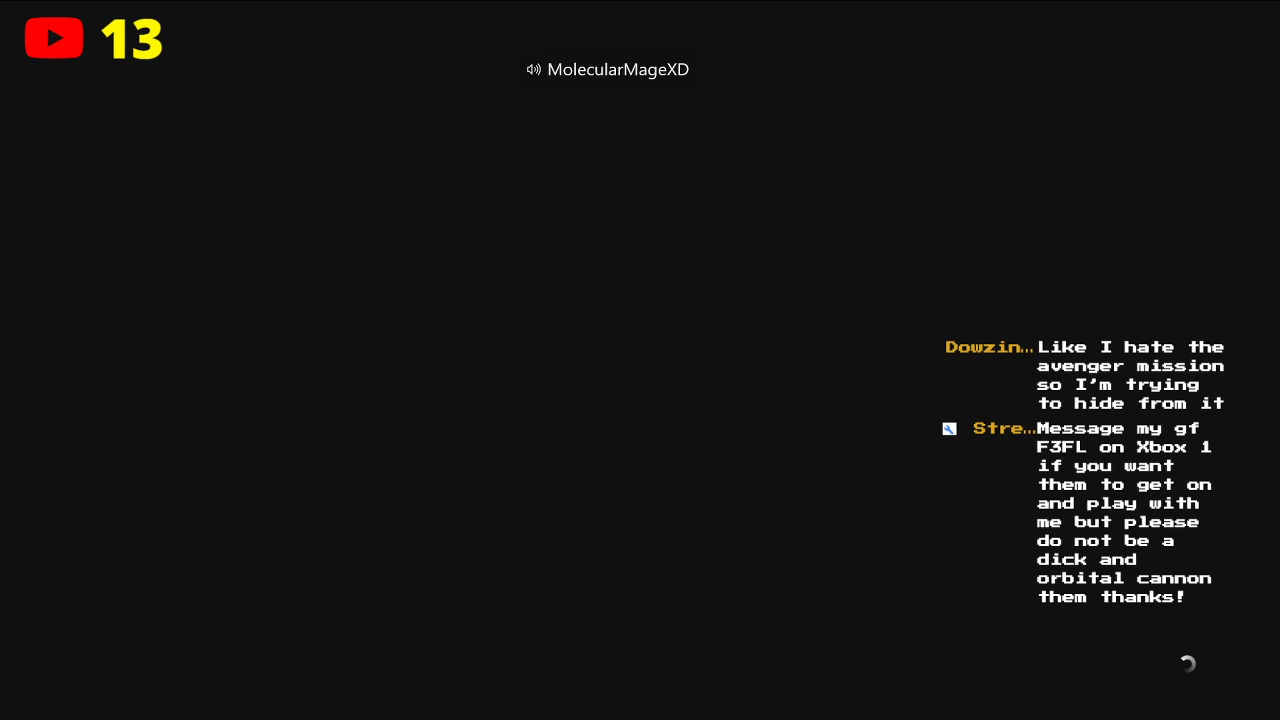 13
MolecularMageXD
Dowzin...Like I hate the
avenger mission
so I'm trying
to hide from it
Stre...Message my gf
F3FL on Xbox 1
if you want
them to get on
and play with
me but please
do not be a
dick and
orbital cannon
them thanks!